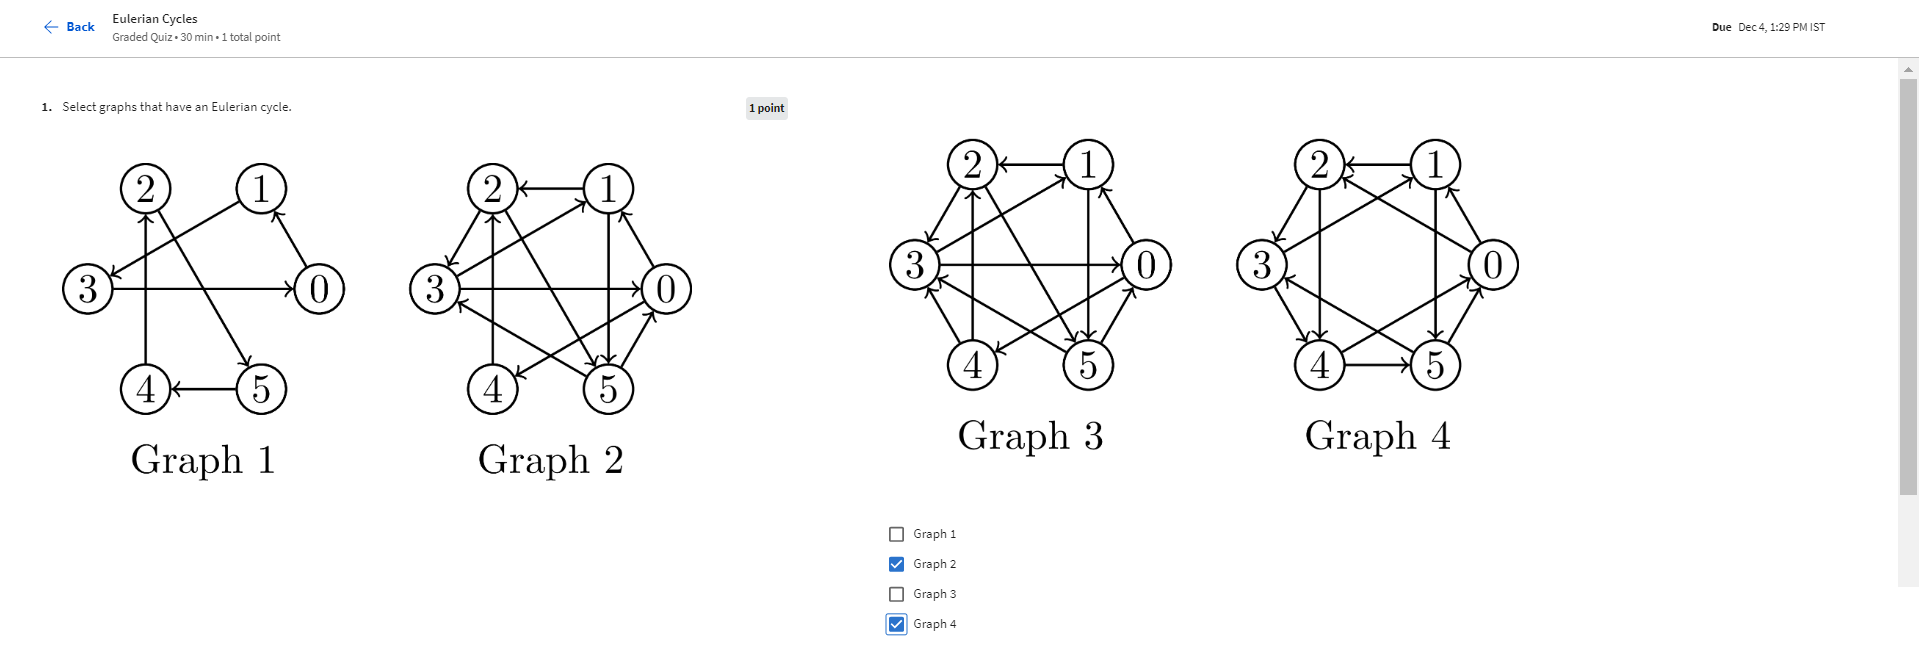 Back
Eulerian Cycles
Graded Quiz • 30 min • 1 total point
Due Dec 4, 1:29 PM IST
1. Select graphs that have an Eulerian cycle.
1 point
2 1
3 0
4 5
Graph 1
2 1
3 0
4 5
Graph 2
2 1
3 0
4 5
Graph 3
2 1
3 0
4 5
Graph 4
Graph 1
Graph 2
Graph 3
Graph 4